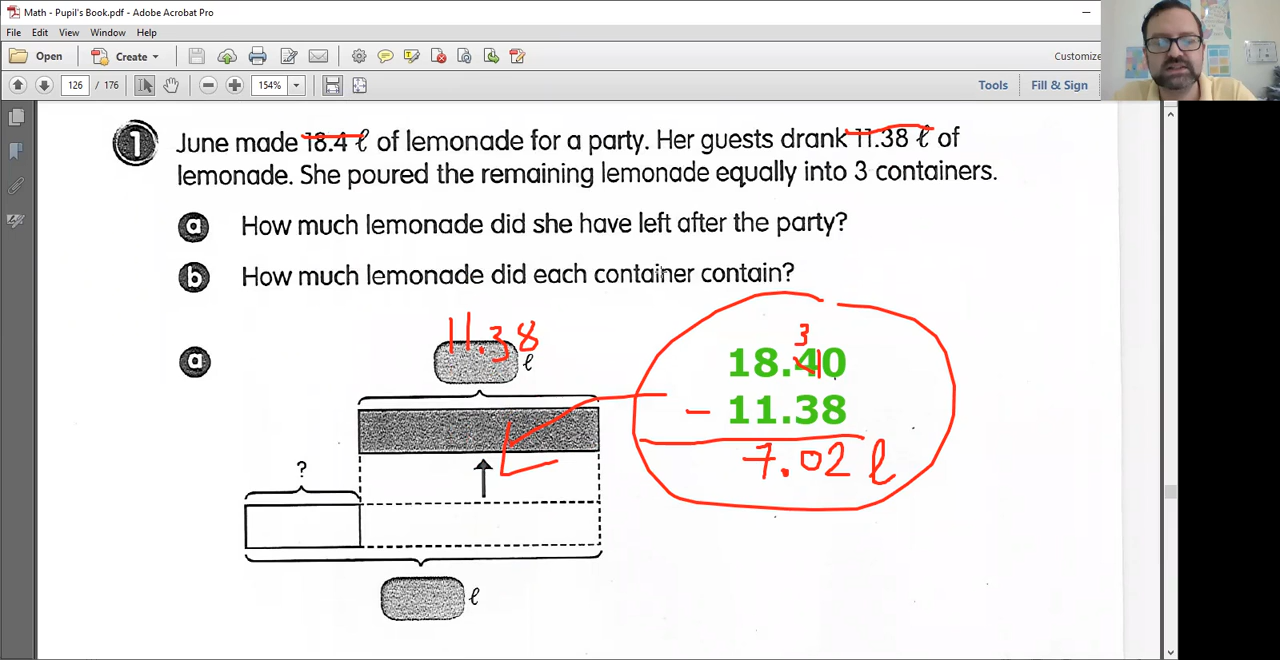 Math - Pupil's Book.pdf - Adobe Acrobat Pro
File Edit View Window Help
Open Create Customize
126 / 176 154% Tools Fill & Sign
1 June made 18.4 ℓ of lemonade for a party. Her guests drank 11.38 ℓ of
lemonade. She poured the remaining lemonade equally into 3 containers.
a How much lemonade did she have left after the party?
b How much lemonade did each container contain?
a
11.38 ℓ
?
ℓ
3
18.410
- 11.38
7.02 ℓ